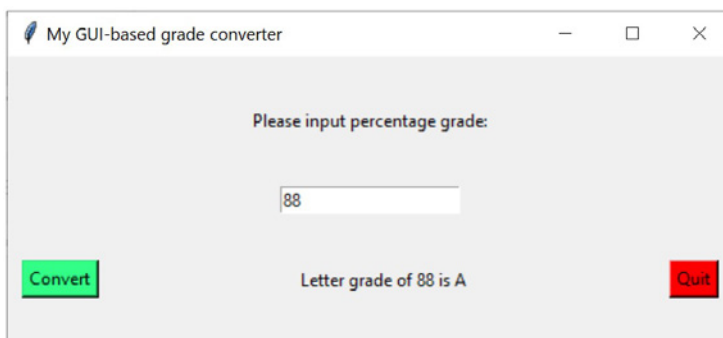 My GUI-based grade converter
Please input percentage grade:
88
Convert
Letter grade of 88 is A
Quit